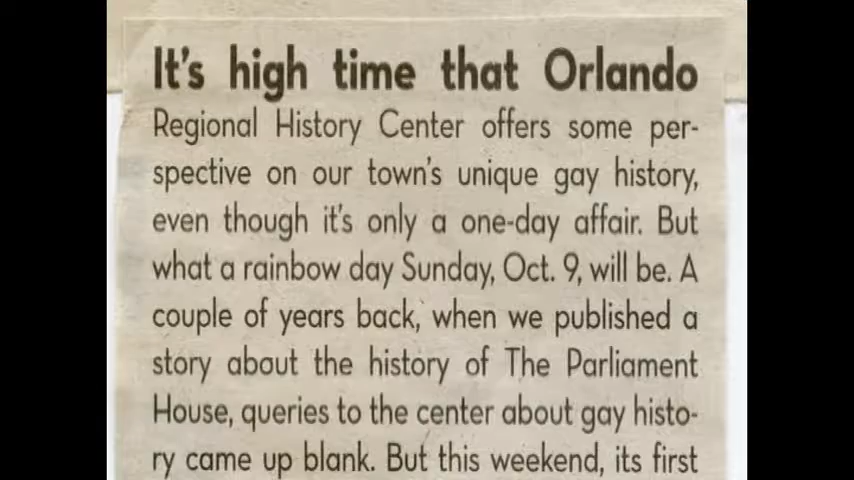 It's high time that Orlando
Regional History Center offers some per-
spective on our town's unique gay history,
even though it's only a one-day affair. But
what a rainbow day Sunday, Oct. 9, will be. A
couple of years back, when we published a
story about the history of The Parliament
House, queries to the center about gay histo-
ry came up blank. But this weekend, its first